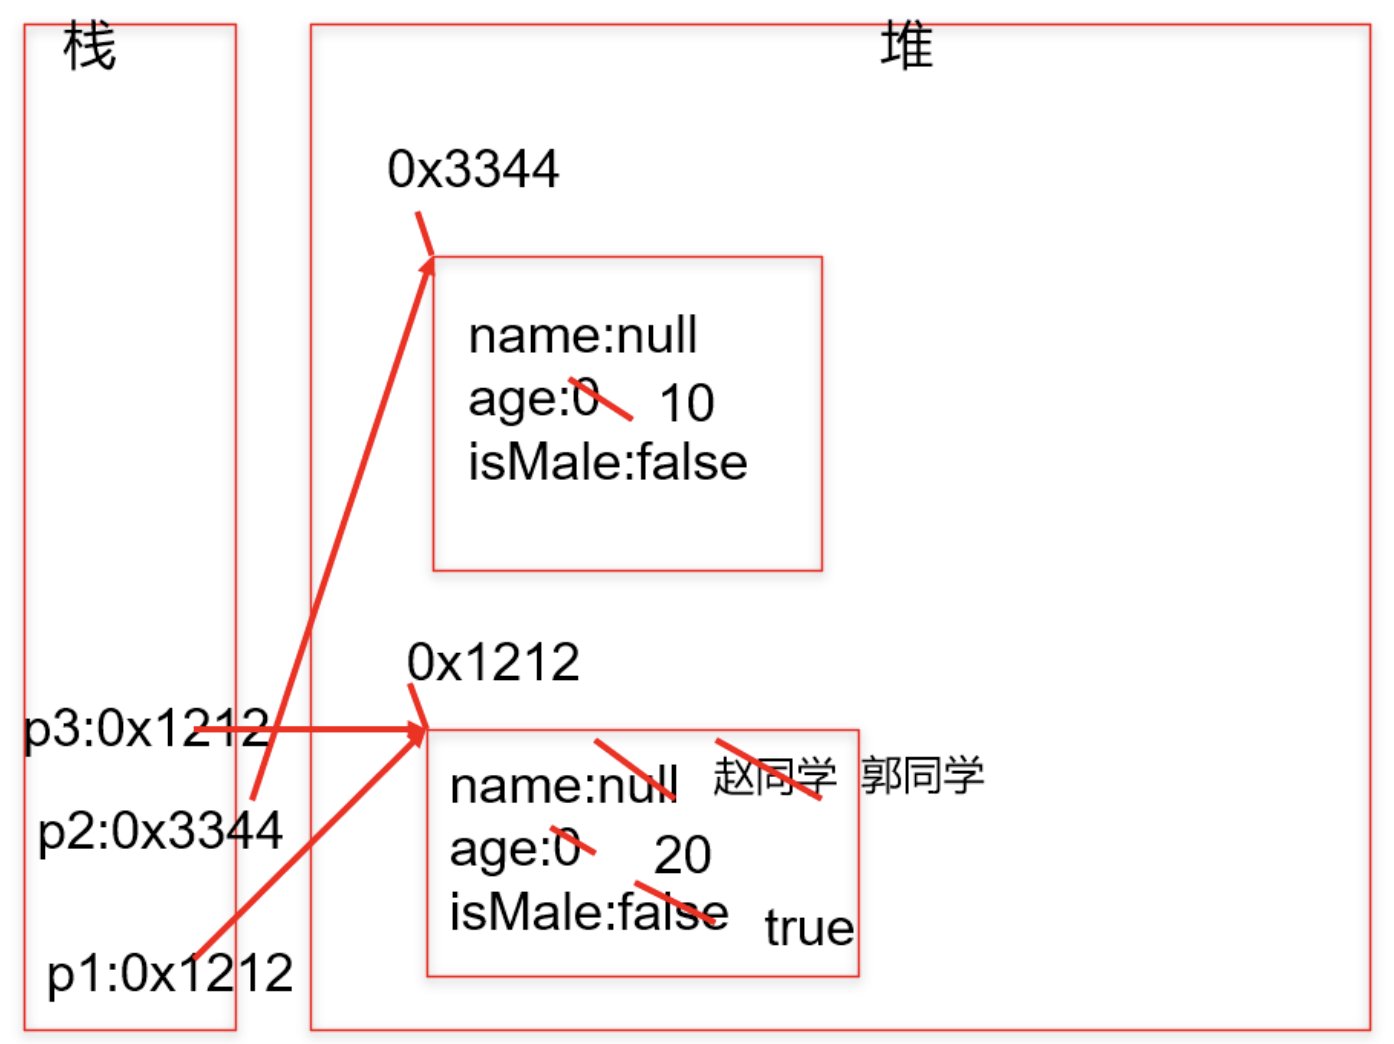 栈
堆
0x3344
name:null
age:0 10
isMale:false
0x1212
p3:0x1212
name:null 赵同学 郭同学
p2:0x3344
age:0 20
isMale:false true
p1:0x1212